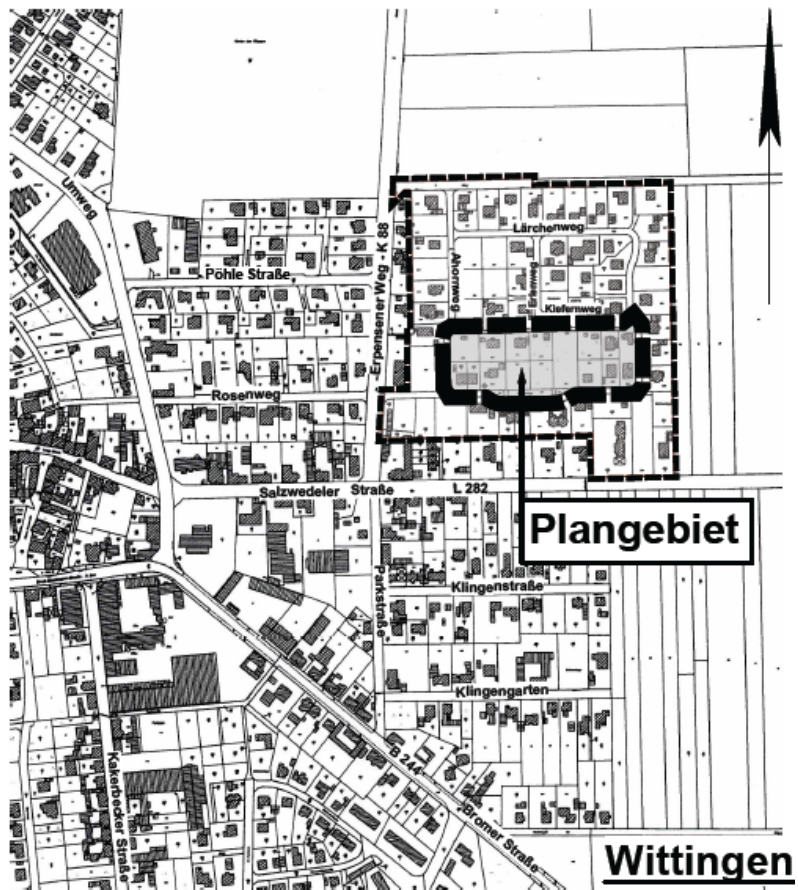 Umweg
Lärchenweg
Pöhle Straße
Erpensener Weg - K 88
Ahornweg
Erlenweg
Kiefernweg
Rosenweg
Salzwedeler Straße L 282
Plangebiet
Parkstraße
Klingenstraße
Klingengarten
B 244
Bromer Straße
Kakerbecker Straße
Wittingen